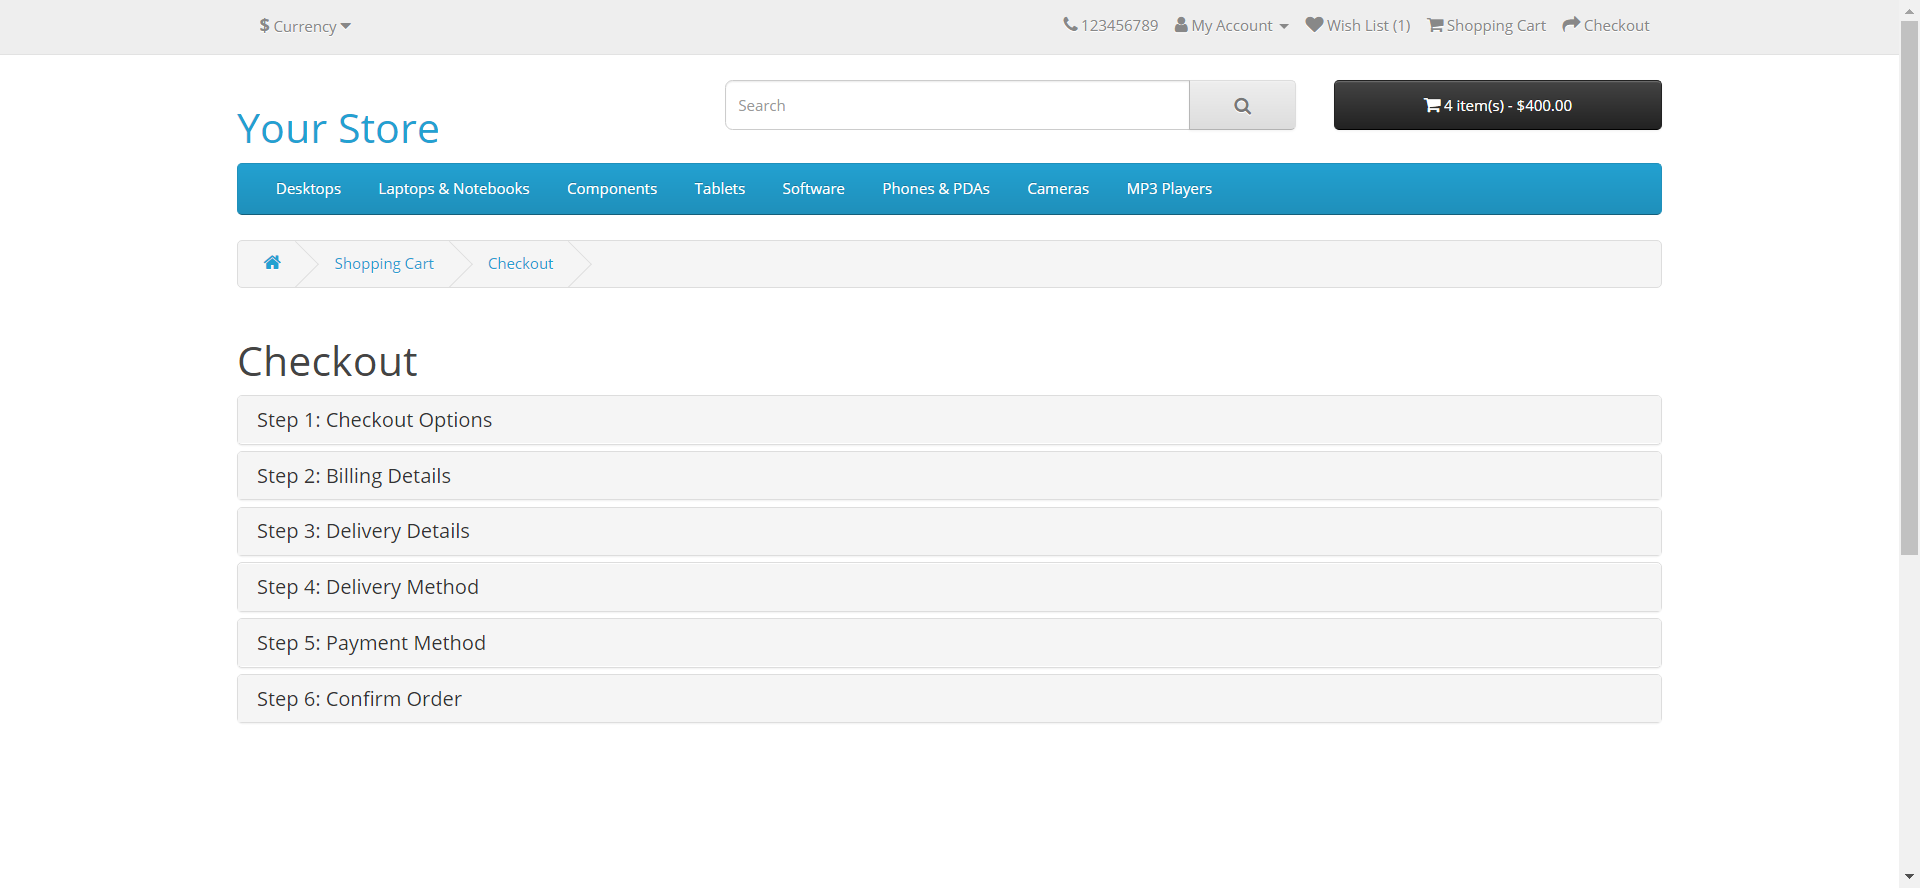 $ Currency
123456789 My Account Wish List (1) Shopping Cart Checkout
Your Store
Search
4 item(s) - $400.00
Desktops Laptops & Notebooks Components Tablets Software Phones & PDAs Cameras MP3 Players
Shopping Cart Checkout
Checkout
Step 1: Checkout Options
Step 2: Billing Details
Step 3: Delivery Details
Step 4: Delivery Method
Step 5: Payment Method
Step 6: Confirm Order